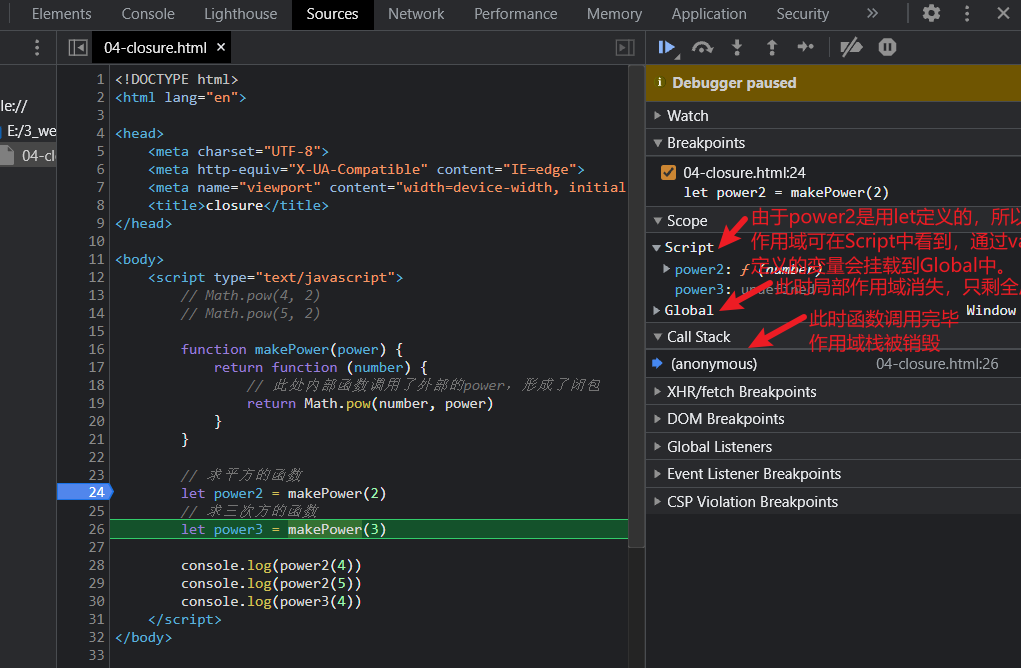 Elements Console Lighthouse Sources Network Performance Memory Application Security
04-closure.html ×
le://
E:/3_we
04-cl
1 <!DOCTYPE html>
2 <html lang="en">
3
4 <head>
5 <meta charset="UTF-8">
6 <meta http-equiv="X-UA-Compatible" content="IE=edge">
7 <meta name="viewport" content="width=device-width, initial
8 <title>closure</title>
9 </head>
10
11 <body>
12 <script type="text/javascript">
13 // Math.pow(4, 2)
14 // Math.pow(5, 2)
15
16 function makePower(power) {
17 return function (number) {
18 // 此处内部函数调用了外部的power，形成了闭包
19 return Math.pow(number, power)
20 }
21 }
22
23 // 求平方的函数
24 let power2 = makePower(2)
25 // 求三次方的函数
26 let power3 = makePower(3)
27
28 console.log(power2(4))
29 console.log(power2(5))
30 console.log(power3(4))
31 </script>
32 </body>
33
Debugger paused
Watch
Breakpoints
04-closure.html:24
let power2 = makePower(2)
Scope
由于power2是用let定义的，所以
Script
作用域可在Script中看到，通过va
定义的变量会挂载到Global中。
power2: ƒ (number)
power3: undefined
此时局部作用域消失，只剩全
Global Window
此时函数调用完毕
作用域栈被销毁
Call Stack
(anonymous) 04-closure.html:26
XHR/fetch Breakpoints
DOM Breakpoints
Global Listeners
Event Listener Breakpoints
CSP Violation Breakpoints